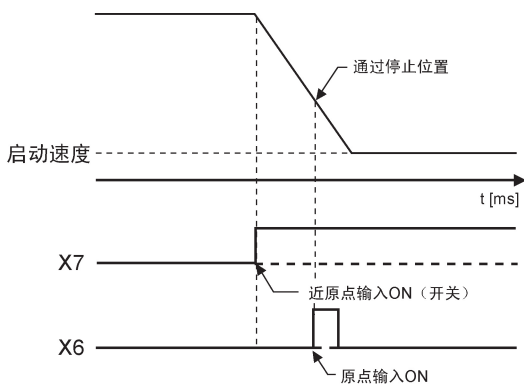 通过停止位置
启动速度
t [ms]
X7
近原点输入ON（开关）
X6
原点输入ON